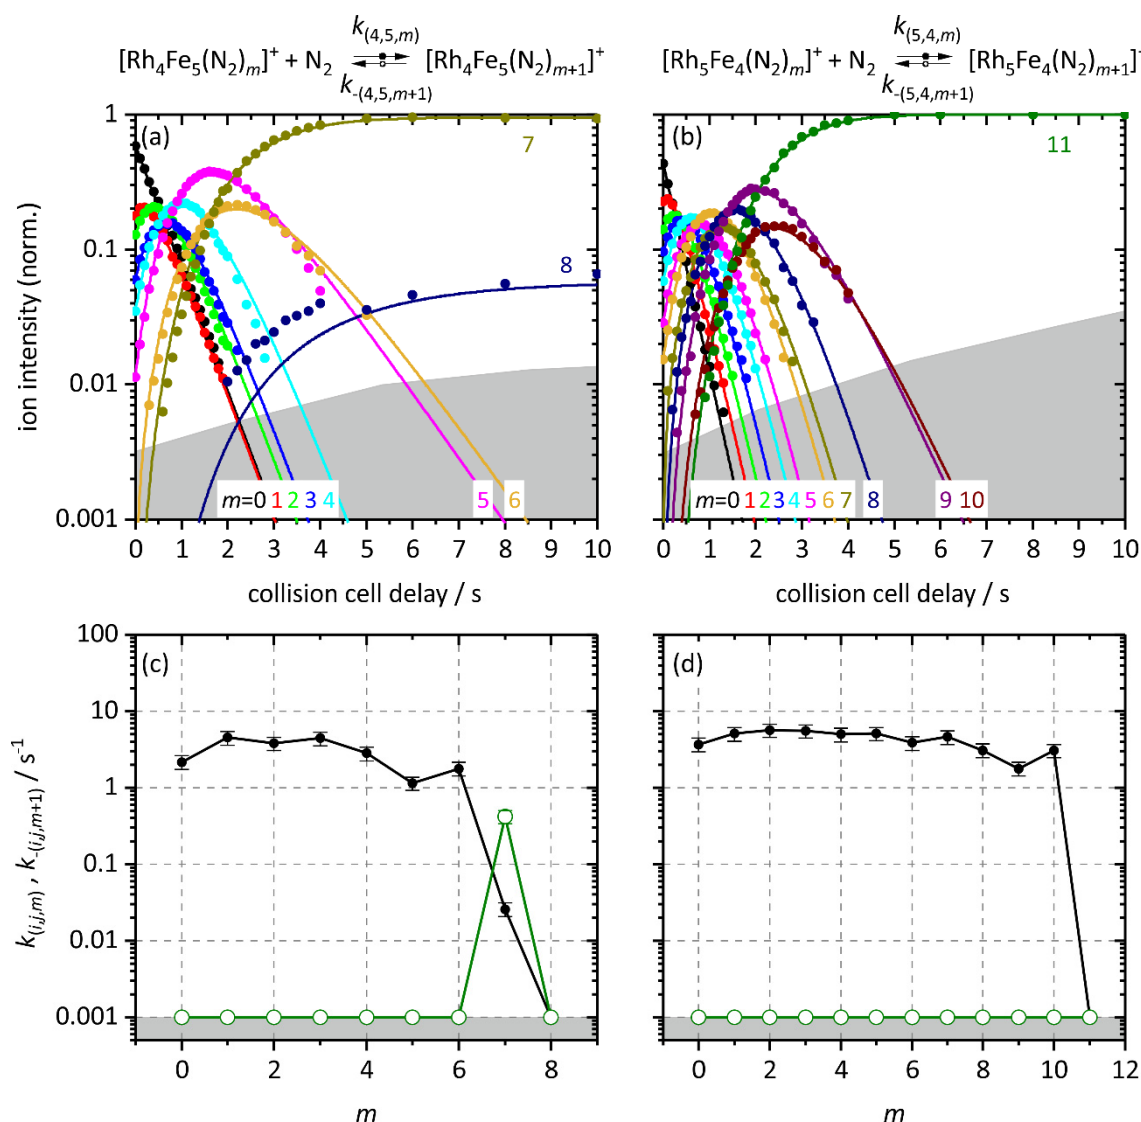 k(4,5,m)
[Rh4Fe5(N2)m]+ + N2 [Rh4Fe5(N2)m+1]+
k-(4,5,m+1)
k(5,4,m)
[Rh5Fe4(N2)m]+ + N2 [Rh5Fe4(N2)m+1]+
k-(5,4,m+1)
(a)
ion intensity (norm.)
1
0.1
0.01
0.001
7
8
m=0 1 2 3 4 5 6
0 1 2 3 4 5 6 7 8 9 10
collision cell delay / s
(b)
11
m=0 1 2 3 4 5 6 7 8 9 10
0 1 2 3 4 5 6 7 8 9 10
collision cell delay / s
(c)
k(i,j,m) , k-(i,j,m+1) / s-1
100
10
1
0.1
0.01
0.001
0 2 4 6 8
m
(d)
0 2 4 6 8 10 12
m